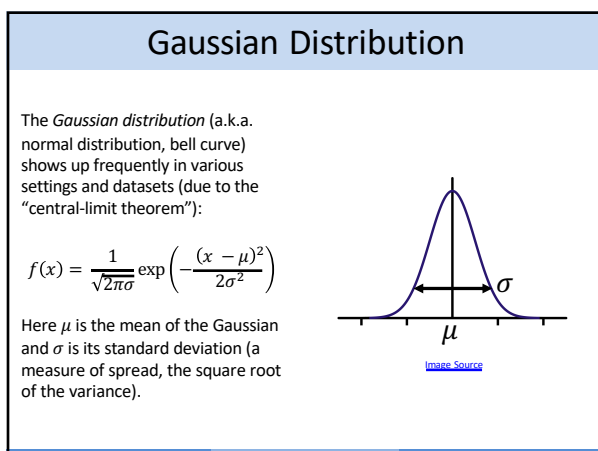 Gaussian Distribution
The Gaussian distribution (a.k.a.
normal distribution, bell curve)
shows up frequently in various
settings and datasets (due to the
“central-limit theorem”):
f(x) = 1/√(2πσ) exp(−(x − μ)²/(2σ²))
Here μ is the mean of the Gaussian
and σ is its standard deviation (a
measure of spread, the square root
of the variance).
σ
μ
Image Source